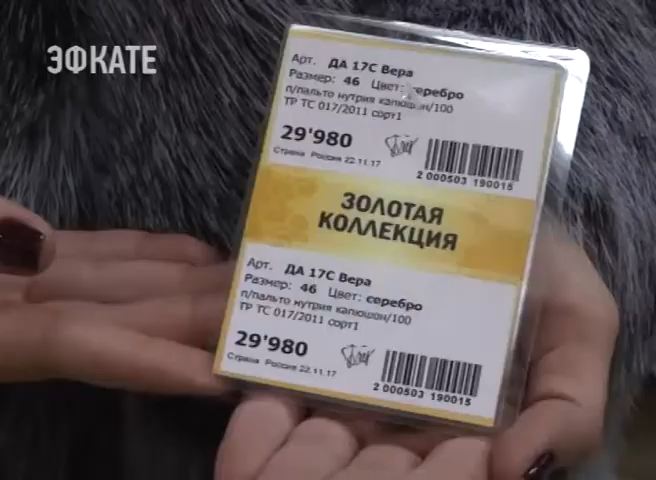 ЭФКАТЕ
Арт. ДА 17С Вера
Размер: 46 Цвет: серебро
п/пальто нутрия капюшон/100
ТР ТС 017/2011 сорт1
29'980
Страна Россия 22.11.17
2 000503 190015
ЗОЛОТАЯ
КОЛЛЕКЦИЯ
Арт. ДА 17С Вера
Размер: 46 Цвет: серебро
п/пальто нутрия капюшон/100
ТР ТС 017/2011 сорт1
29'980
Страна Россия 22.11.17
2 000503 190015